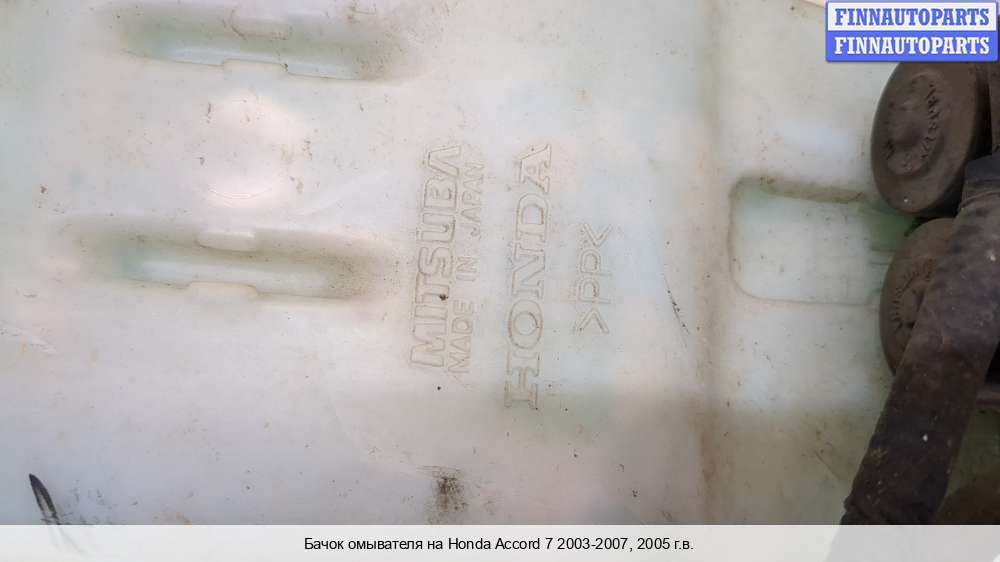 FINNAUTOPARTS
FINNAUTOPARTS
MITSUBA
MADE IN JAPAN
HONDA
>PP<
Бачок омывателя на Honda Accord 7 2003-2007, 2005 г.в.